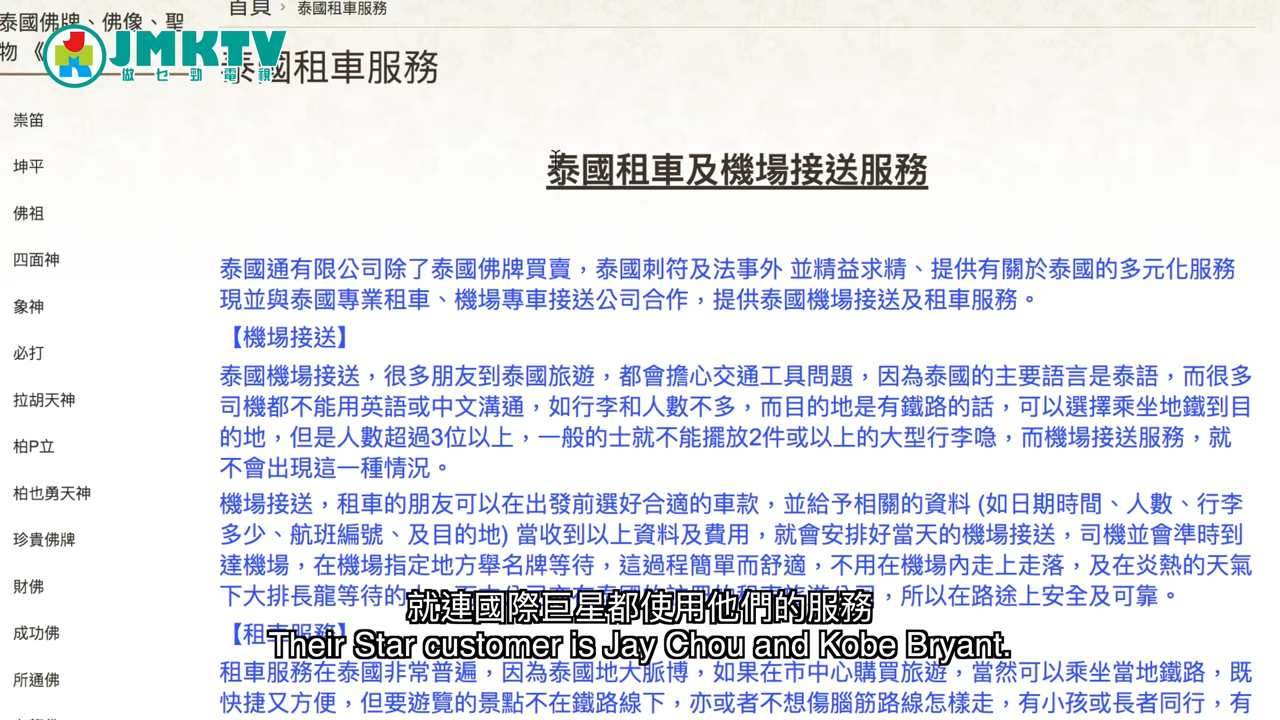 泰國佛牌、佛像、聖
物《
首頁 › 泰國租車服務
JMKTV
做乜勁電視
泰國租車服務
崇笛
坤平
佛祖
四面神
象神
必打
拉胡天神
柏P立
柏也勇天神
珍貴佛牌
財佛
成功佛
所通佛
泰國租車及機場接送服務
泰國通有限公司除了泰國佛牌買賣，泰國刺符及法事外 並精益求精、提供有關於泰國的多元化服務
現並與泰國專業租車、機場專車接送公司合作，提供泰國機場接送及租車服務。
【機場接送】
泰國機場接送，很多朋友到泰國旅遊，都會擔心交通工具問題，因為泰國的主要語言是泰語，而很多
司機都不能用英語或中文溝通，如行李和人數不多，而目的地是有鐵路的話，可以選擇乘坐地鐵到目
的地，但是人數超過3位以上，一般的士就不能擺放2件或以上的大型行李喼，而機場接送服務，就
不會出現這一種情況。
機場接送，租車的朋友可以在出發前選好合適的車款，並給予相關的資料 (如日期時間、人數、行李
多少、航班編號、及目的地) 當收到以上資料及費用，就會安排好當天的機場接送，司機並會準時到
達機場，在機場指定地方舉名牌等待，這過程簡單而舒適，不用在機場內走上走落，及在炎熱的天氣
下大排長龍等待的，所以在路途上安全及可靠。
就連國際巨星都使用他們的服務
【租車服務】
Their Star customer is Jay Chou and Kobe Bryant.
租車服務在泰國非常普遍，因為泰國地大脈博，如果在市中心購買旅遊，當然可以乘坐當地鐵路，既
快捷又方便，但要遊覽的景點不在鐵路線下，亦或者不想傷腦筋路線怎樣走，有小孩或長者同行，有